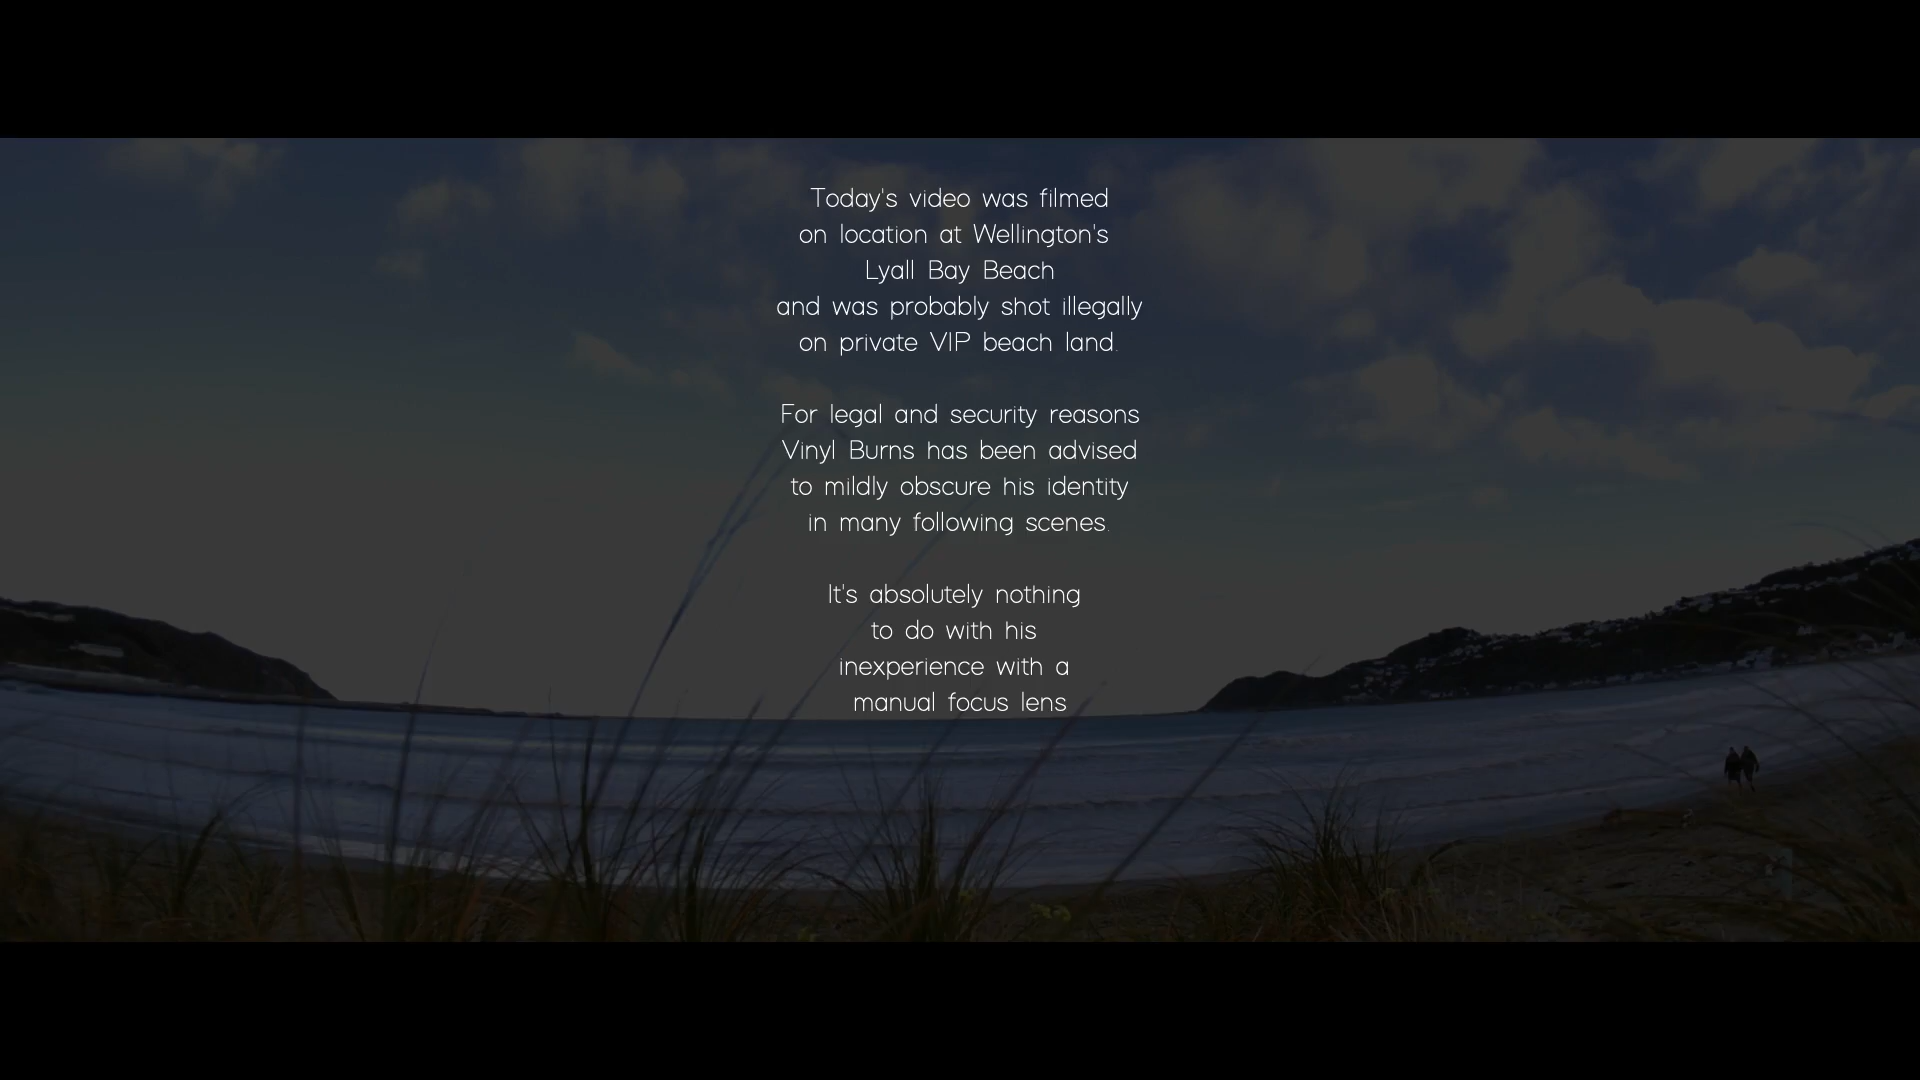 Today's video was filmed
on location at Wellington's
Lyall Bay Beach
and was probably shot illegally
on private VIP beach land.
For legal and security reasons
Vinyl Burns has been advised
to mildly obscure his identity
in many following scenes.
It's absolutely nothing
to do with his
inexperience with a
manual focus lens